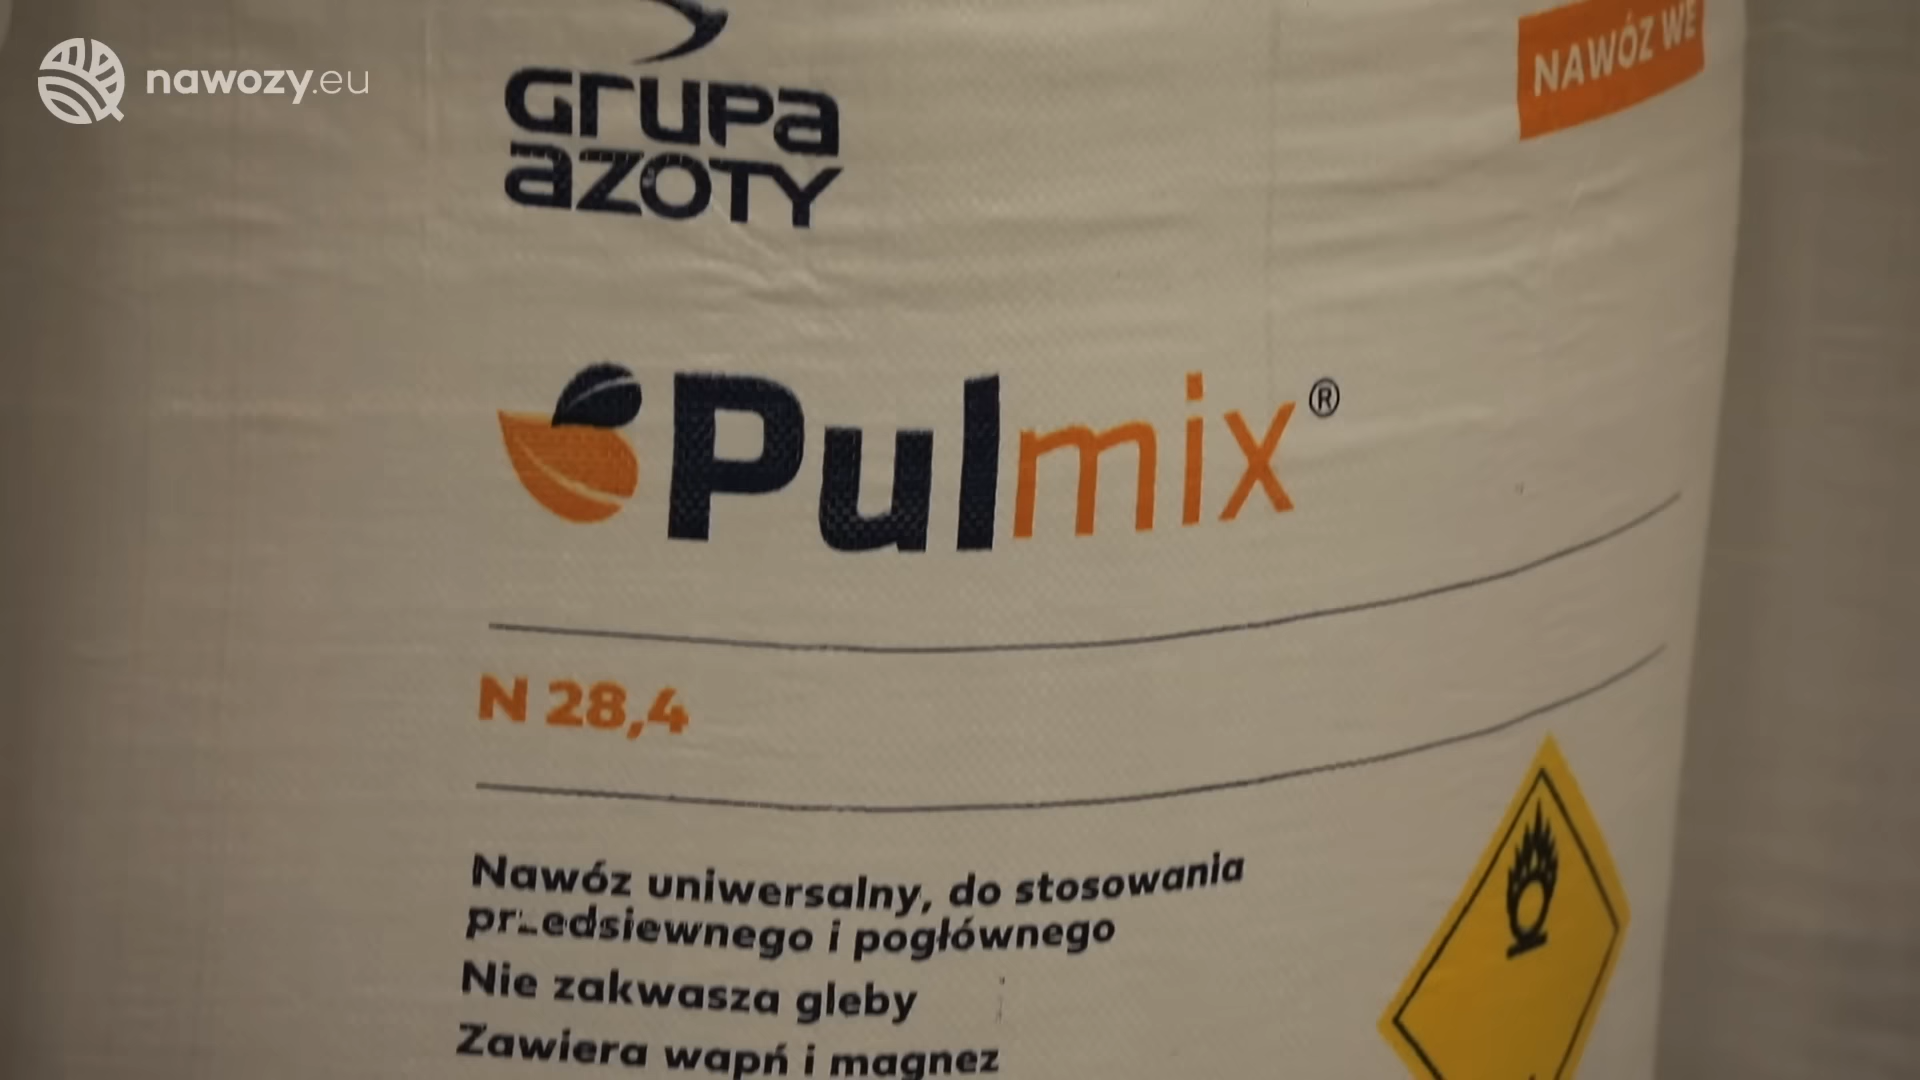 nawozy.eu
GRUPA
AZOTY
NAWÓZ WE
Pulmix®
N 28,4
Nawóz uniwersalny, do stosowania
przedsiewnego i pogłównego
Nie zakwasza gleby
Zawiera wapń i magnez